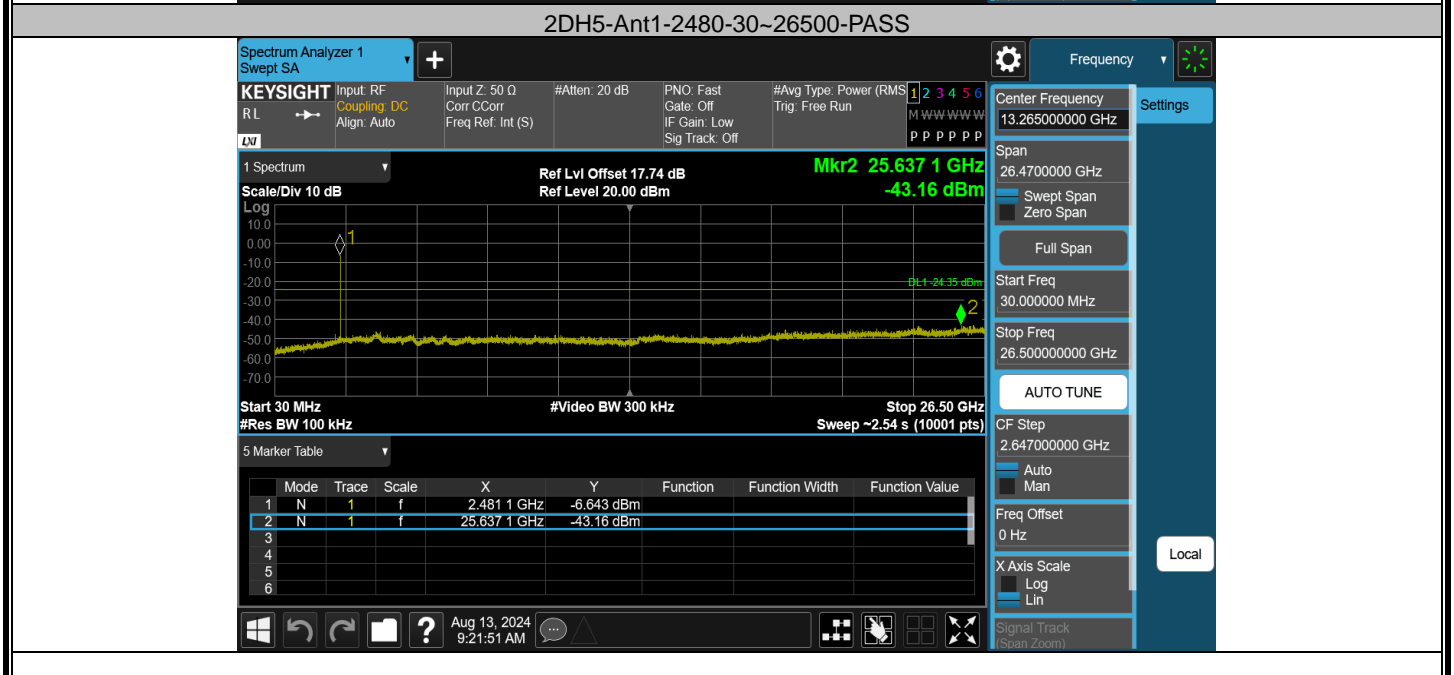 2DH5-Ant1-2480-30~26500-PASS
Spectrum Analyzer 1
Swept SA
+
Frequency
KEYSIGHT
RL
LXI
Input: RF
Coupling: DC
Align: Auto
Input Z: 50 Ω
Corr CCorr
Freq Ref: Int (S)
#Atten: 20 dB
PNO: Fast
Gate: Off
IF Gain: Low
Sig Track: Off
#Avg Type: Power (RMS
Trig: Free Run
1 2 3 4 5 6
M W W W W W
P P P P P P
1 Spectrum
Scale/Div 10 dB
Ref Lvl Offset 17.74 dB
Ref Level 20.00 dBm
Mkr2 25.637 1 GHz
-43.16 dBm
Log
10.0
0.00
-10.0
-20.0
-30.0
-40.0
-50.0
-60.0
-70.0
1
DL1 -24.35 dBm
2
Start 30 MHz
#Video BW 300 kHz
Stop 26.50 GHz
#Res BW 100 kHz
Sweep ~2.54 s (10001 pts)
5 Marker Table
Mode Trace Scale X Y Function Function Width Function Value
1 N 1 f 2.481 1 GHz -6.643 dBm
2 N 1 f 25.637 1 GHz -43.16 dBm
3
4
5
6
?
Aug 13, 2024
9:21:51 AM
Center Frequency
13.265000000 GHz
Settings
Span
26.4700000 GHz
Swept Span
Zero Span
Full Span
Start Freq
30.000000 MHz
Stop Freq
26.500000000 GHz
AUTO TUNE
CF Step
2.647000000 GHz
Auto
Man
Freq Offset
0 Hz
Local
X Axis Scale
Log
Lin
Signal Track
(Span Zoom)